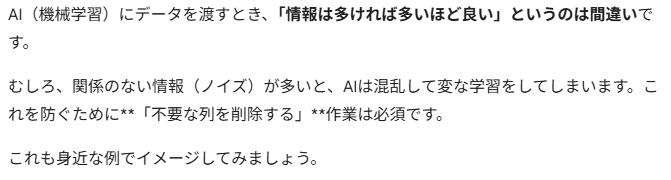 AI（機械学習）にデータを渡すとき、「情報は多ければ多いほど良い」というのは間違いで
す。
むしろ、関係のない情報（ノイズ）が多いと、AIは混乱して変な学習をしてしまいます。こ
れを防ぐために**「不要な列を削除する」**作業は必須です。
これも身近な例でイメージしてみましょう。